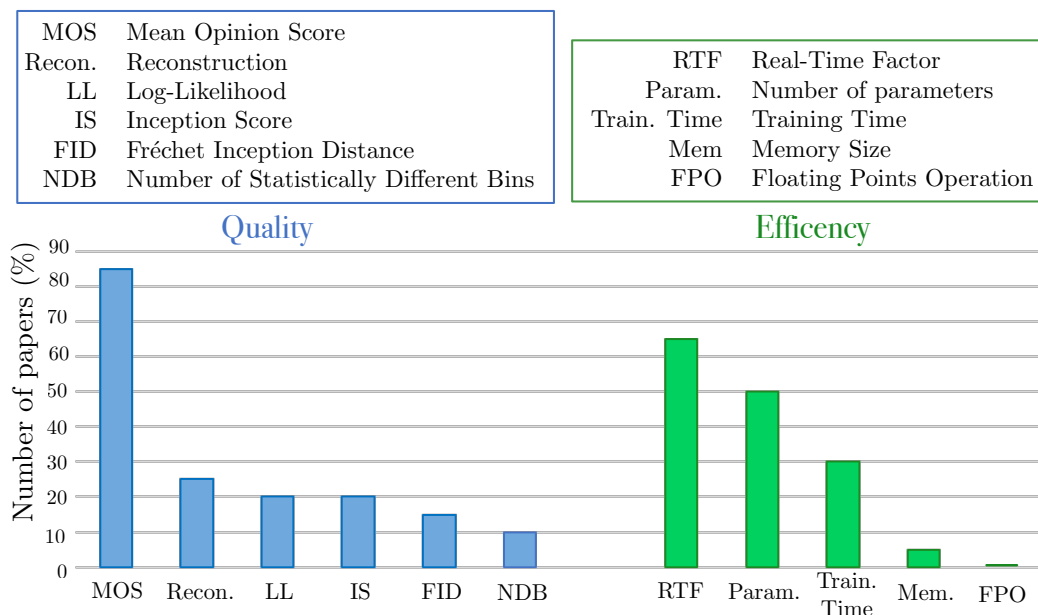 MOS Mean Opinion Score
Recon. Reconstruction
LL Log-Likelihood
IS Inception Score
FID Fréchet Inception Distance
NDB Number of Statistically Different Bins
RTF Real-Time Factor
Param. Number of parameters
Train. Time Training Time
Mem Memory Size
FPO Floating Points Operation
Quality
Efficency
Number of papers (%)
90
80
70
60
50
40
30
20
10
0
MOS Recon. LL IS FID NDB RTF Param. Train. Time Mem. FPO